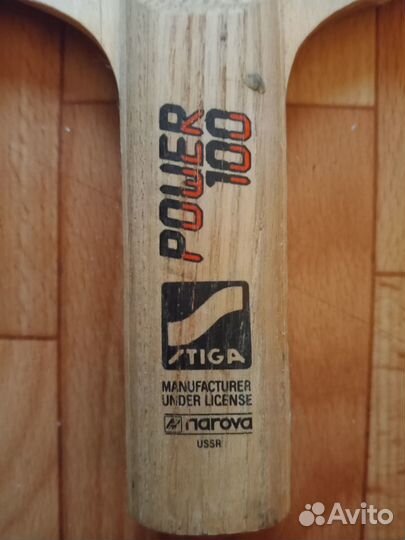 POWER
100
STIGA
MANUFACTURER
UNDER LICENSE
narova
USSR
Avito